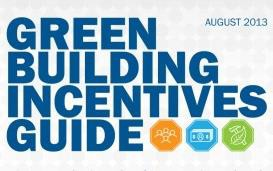 AUGUST 2013
GREEN
BUILDING
INCENTIVES
GUIDE